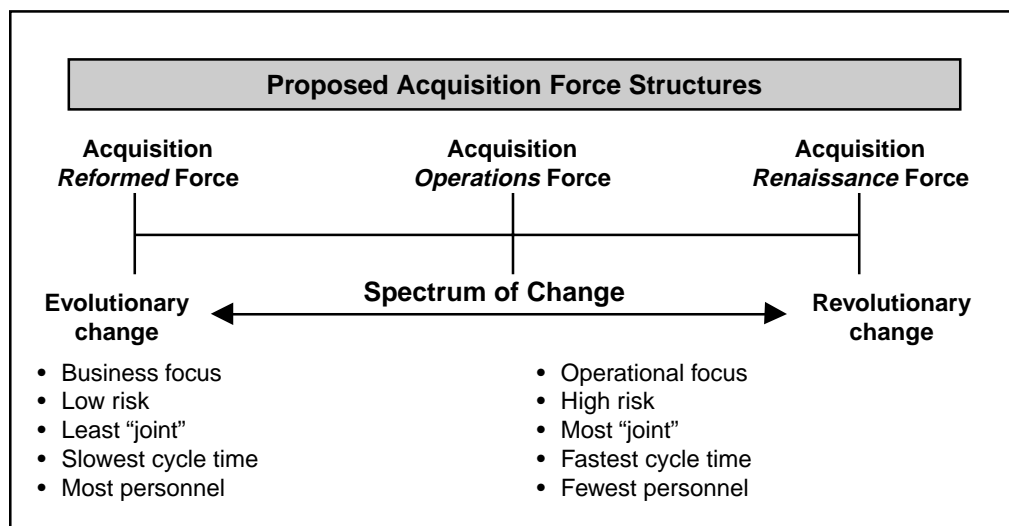 Proposed Acquisition Force Structures
Acquisition
Reformed Force
Acquisition
Operations Force
Acquisition
Renaissance Force
Evolutionary
change
Spectrum of Change
Revolutionary
change
• Business focus
• Low risk
• Least “joint”
• Slowest cycle time
• Most personnel
• Operational focus
• High risk
• Most “joint”
• Fastest cycle time
• Fewest personnel